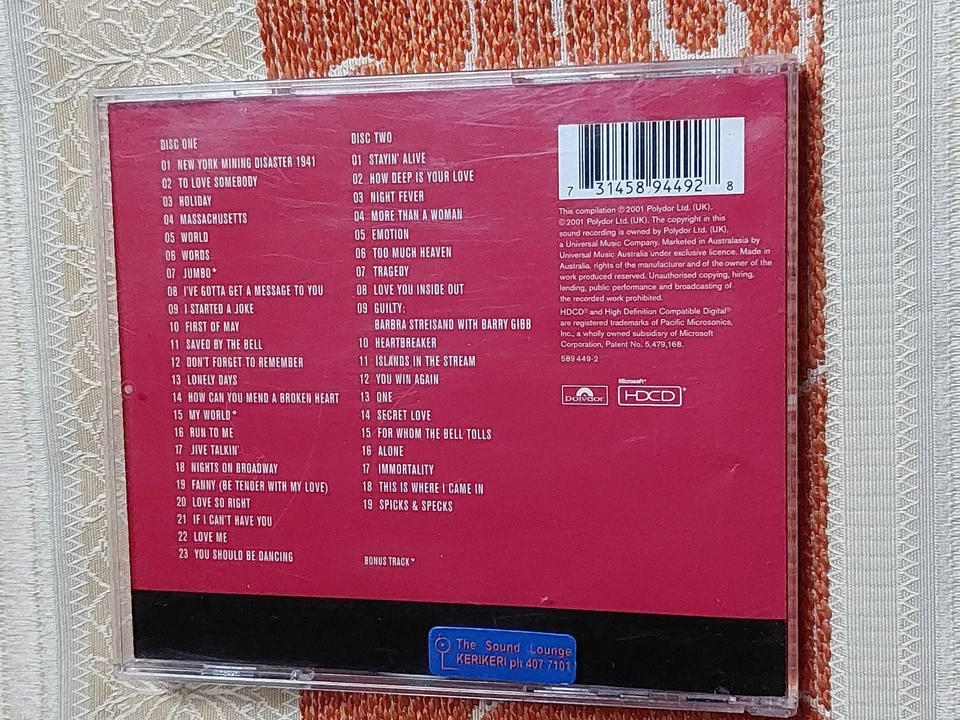 DISC ONE
01 NEW YORK MINING DISASTER 1941
02 TO LOVE SOMEBODY
03 HOLIDAY
04 MASSACHUSETTS
05 WORLD
06 WORDS
07 JUMBO*
08 I'VE GOTTA GET A MESSAGE TO YOU
09 I STARTED A JOKE
10 FIRST OF MAY
11 SAVED BY THE BELL
12 DON'T FORGET TO REMEMBER
13 LONELY DAYS
14 HOW CAN YOU MEND A BROKEN HEART
15 MY WORLD*
16 RUN TO ME
17 JIVE TALKIN'
18 NIGHTS ON BROADWAY
19 FANNY (BE TENDER WITH MY LOVE)
20 LOVE SO RIGHT
21 IF I CAN'T HAVE YOU
22 LOVE ME
23 YOU SHOULD BE DANCING
DISC TWO
01 STAYIN' ALIVE
02 HOW DEEP IS YOUR LOVE
03 NIGHT FEVER
04 MORE THAN A WOMAN
05 EMOTION
06 TOO MUCH HEAVEN
07 TRAGEDY
08 LOVE YOU INSIDE OUT
09 GUILTY:
BARBRA STREISAND WITH BARRY GIBB
10 HEARTBREAKER
11 ISLANDS IN THE STREAM
12 YOU WIN AGAIN
13 ONE
14 SECRET LOVE
15 FOR WHOM THE BELL TOLLS
16 ALONE
17 IMMORTALITY
18 THIS IS WHERE I CAME IN
19 SPICKS & SPECKS
BONUS TRACK*
7 31458 94492 8
This compilation ℗2001 Polydor Ltd. (UK).
©2001 Polydor Ltd. (UK). The copyright in this
sound recording is owned by Polydor Ltd. (UK),
a Universal Music Company. Marketed in Australasia by
Universal Music Australia under exclusive licence. Made in
Australia. rights of the manufacturer and of the owner of the
work produced reserved. Unauthorised copying, hiring,
lending, public performance and broadcasting of
the recorded work prohibited.
HDCD® and High Definition Compatible Digital®
are registered trademarks of Pacific Microsonics,
Inc., a wholly owned subsidisry of Microsoft
Corporation, Patent No. 5,479,168.
589 449-2
polydor
Microsoft®
HDCD®
The Sound Lounge
KERIKERI ph 407 7101